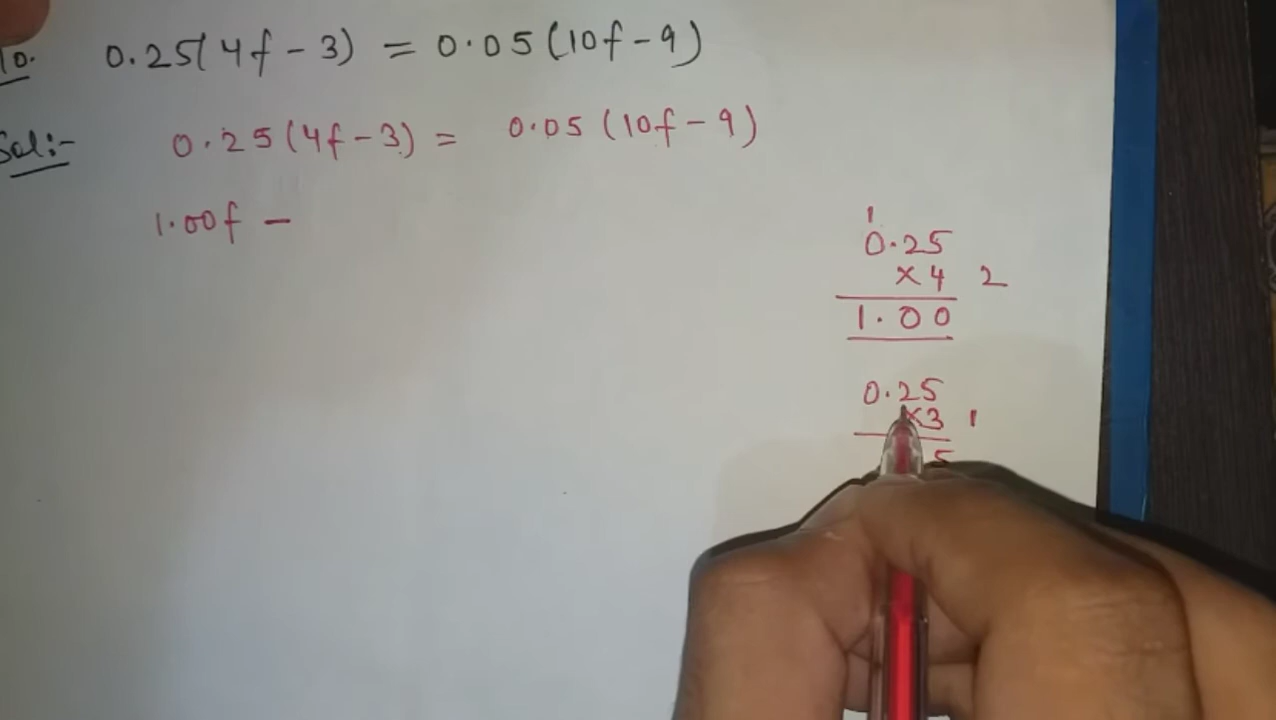 10. 0.25(4f-3) = 0.05(10f-9)
Sol:- 0.25(4f-3) = 0.05(10f-9)
1.00f -
1
0.25
×4 2
1.00
0.25
×3 1
5